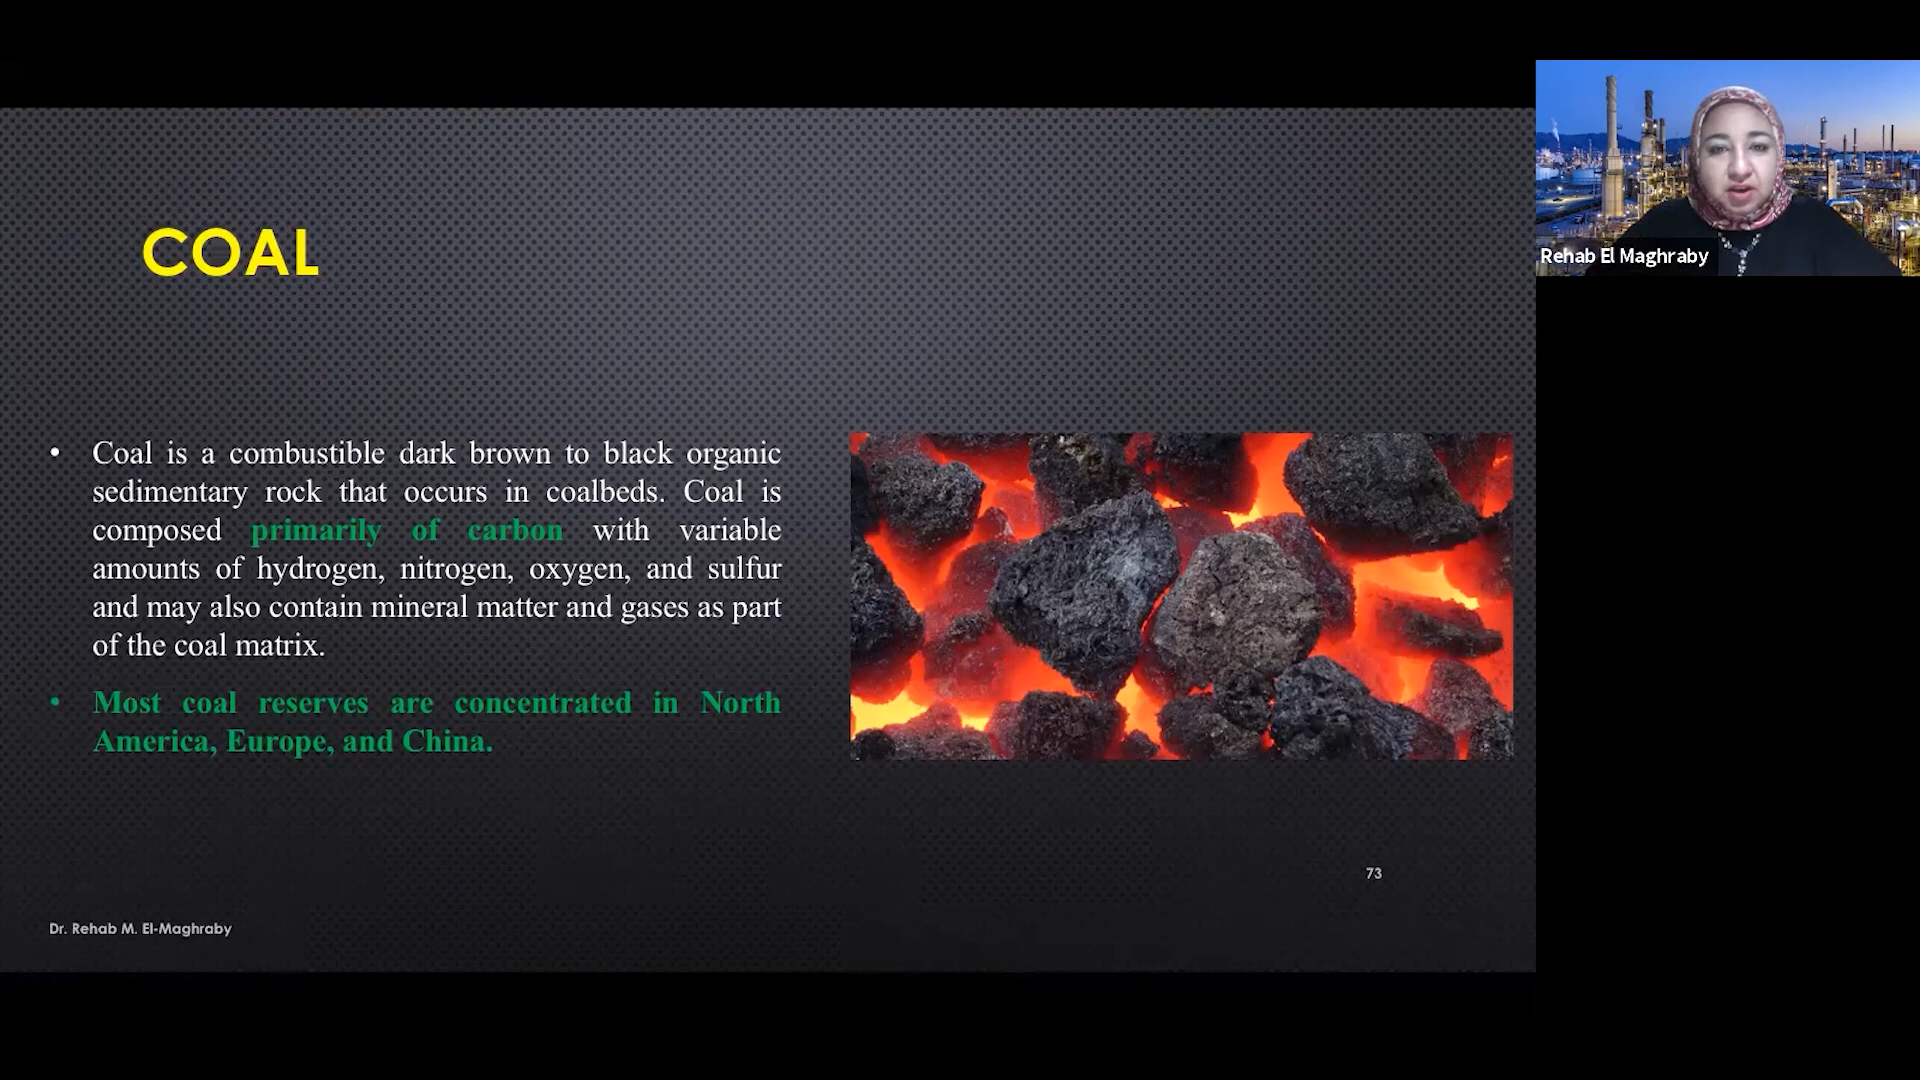 COAL
• Coal is a combustible dark brown to black organic
sedimentary rock that occurs in coalbeds. Coal is
composed primarily of carbon with variable
amounts of hydrogen, nitrogen, oxygen, and sulfur
and may also contain mineral matter and gases as part
of the coal matrix.
• Most coal reserves are concentrated in North
America, Europe, and China.
73
Dr. Rehab M. El-Maghraby
Rehab El Maghraby